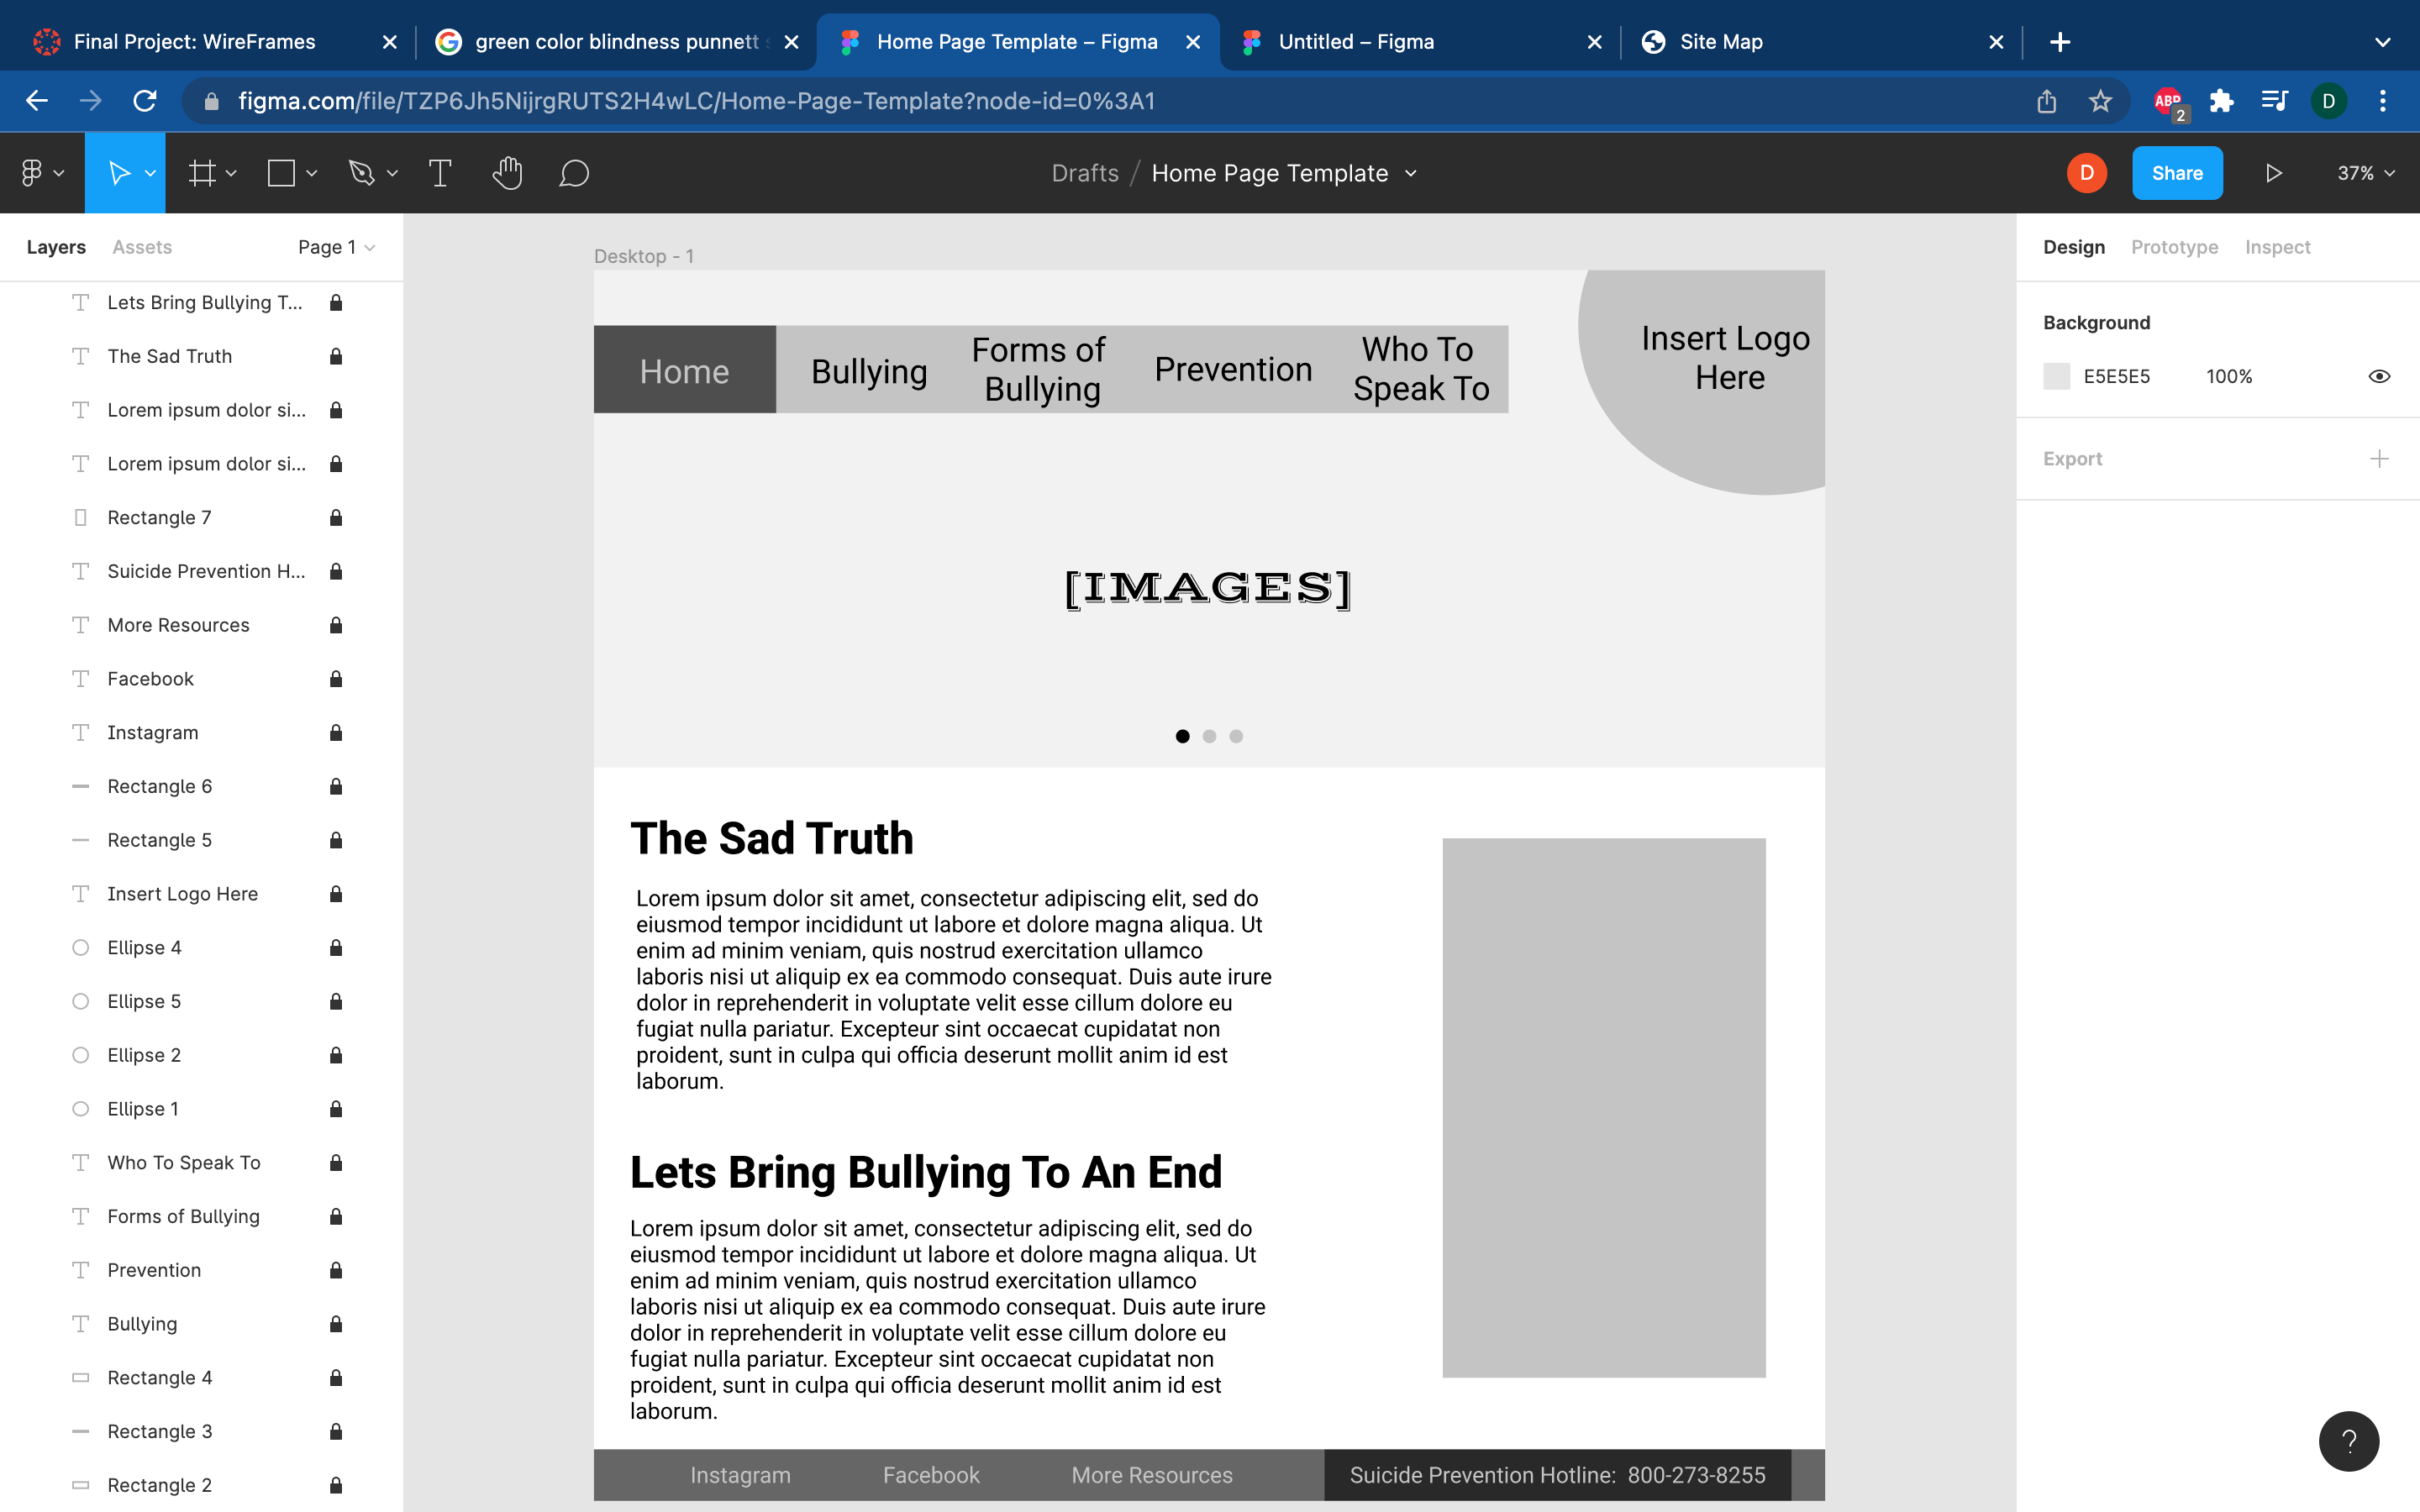 Final Project: WireFrames
green color blindness punnett
Home Page Template – Figma
Untitled – Figma
Site Map
figma.com/file/TZP6Jh5NijrgRUTS2H4wLC/Home-Page-Template?node-id=0%3A1
ABP
2
D
Drafts / Home Page Template
D
Share
37%
Layers
Assets
Page 1
Lets Bring Bullying T...
The Sad Truth
Lorem ipsum dolor si...
Lorem ipsum dolor si...
Rectangle 7
Suicide Prevention H...
More Resources
Facebook
Instagram
Rectangle 6
Rectangle 5
Insert Logo Here
Ellipse 4
Ellipse 5
Ellipse 2
Ellipse 1
Who To Speak To
Forms of Bullying
Prevention
Bullying
Rectangle 4
Rectangle 3
Rectangle 2
Desktop - 1
Home
Bullying
Forms of
Bullying
Prevention
Who To
Speak To
Insert Logo
Here
[IMAGES]
The Sad Truth
Lorem ipsum dolor sit amet, consectetur adipiscing elit, sed do
eiusmod tempor incididunt ut labore et dolore magna aliqua. Ut
enim ad minim veniam, quis nostrud exercitation ullamco
laboris nisi ut aliquip ex ea commodo consequat. Duis aute irure
dolor in reprehenderit in voluptate velit esse cillum dolore eu
fugiat nulla pariatur. Excepteur sint occaecat cupidatat non
proident, sunt in culpa qui officia deserunt mollit anim id est
laborum.
Lets Bring Bullying To An End
Lorem ipsum dolor sit amet, consectetur adipiscing elit, sed do
eiusmod tempor incididunt ut labore et dolore magna aliqua. Ut
enim ad minim veniam, quis nostrud exercitation ullamco
laboris nisi ut aliquip ex ea commodo consequat. Duis aute irure
dolor in reprehenderit in voluptate velit esse cillum dolore eu
fugiat nulla pariatur. Excepteur sint occaecat cupidatat non
proident, sunt in culpa qui officia deserunt mollit anim id est
laborum.
Instagram
Facebook
More Resources
Suicide Prevention Hotline: 800-273-8255
Design
Prototype
Inspect
Background
E5E5E5
100%
Export
?